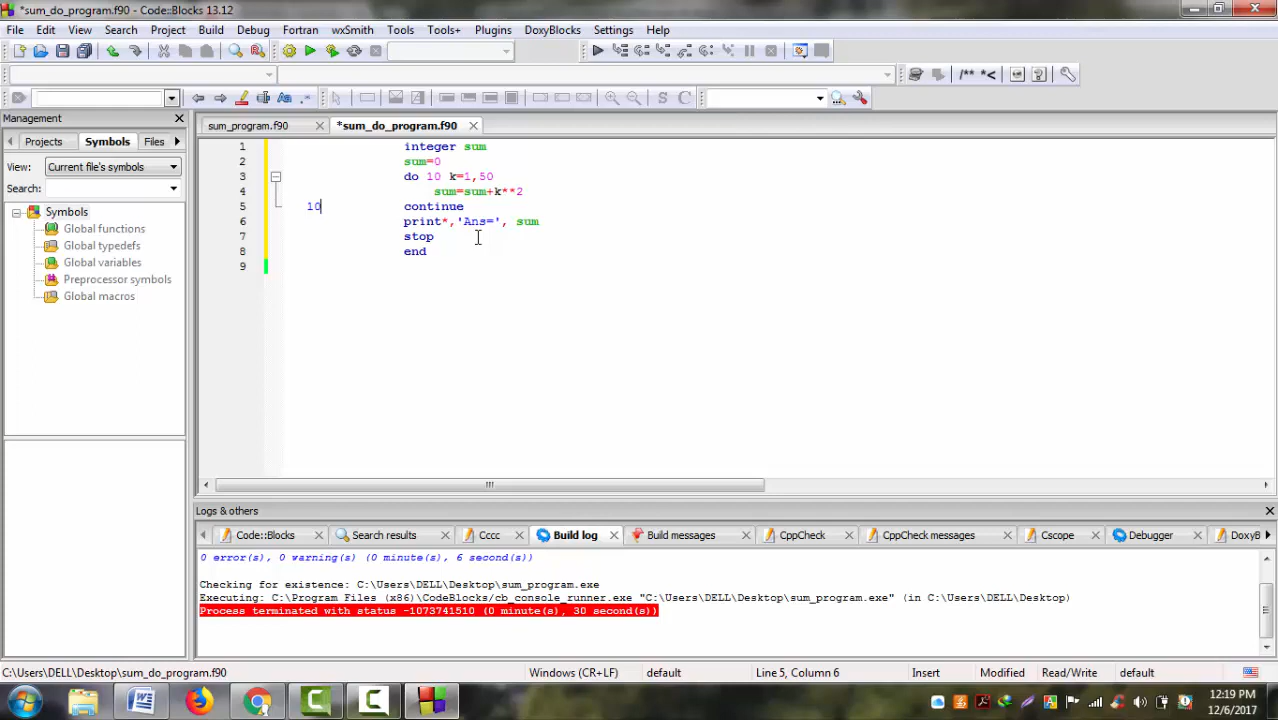 *sum_do_program.f90 - Code::Blocks 13.12
File Edit View Search Project Build Debug Fortran wxSmith Tools Tools+ Plugins DoxyBlocks Settings Help
/** *<
Aa .*
S C
Management
Projects Symbols Files
View: Current file's symbols
Search:
Symbols
Global functions
Global typedefs
Global variables
Preprocessor symbols
Global macros
sum_program.f90 *sum_do_program.f90
1 integer sum
2 sum=0
3 do 10 k=1,50
4 sum=sum+k**2
5 10 continue
6 print*,'Ans=', sum
7 stop
8 end
9
Logs & others
Code::Blocks Search results Cccc Build log Build messages CppCheck CppCheck messages Cscope Debugger DoxyB
0 error(s), 0 warning(s) (0 minute(s), 6 second(s))
Checking for existence: C:\Users\DELL\Desktop\sum_program.exe
Executing: C:\Program Files (x86)\CodeBlocks/cb_console_runner.exe "C:\Users\DELL\Desktop\sum_program.exe" (in C:\Users\DELL\Desktop)
Process terminated with status -1073741510 (0 minute(s), 30 second(s))
C:\Users\DELL\Desktop\sum_do_program.f90 Windows (CR+LF) default Line 5, Column 6 Insert Modified Read/Write default
12:19 PM
12/6/2017